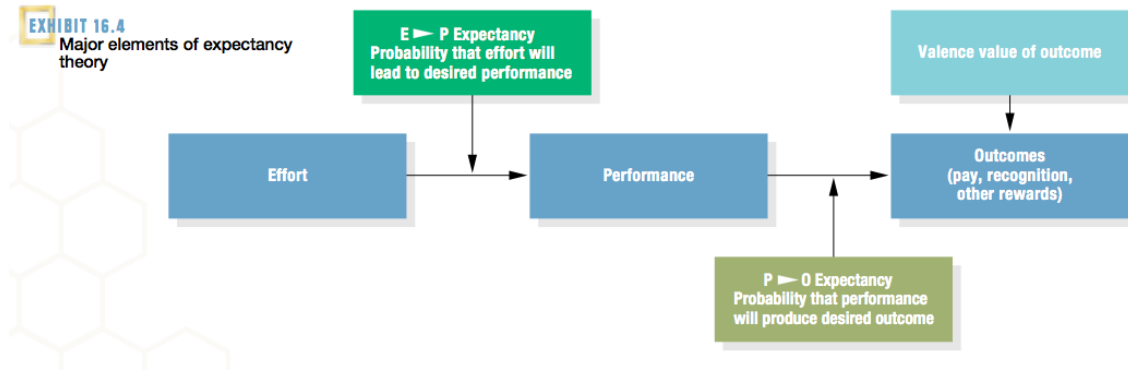 EXHIBIT 16.4
Major elements of expectancy
theory
E ► P Expectancy
Probability that effort will
lead to desired performance
Valence value of outcome
Effort
Performance
Outcomes
(pay, recognition,
other rewards)
P ► O Expectancy
Probability that performance
will produce desired outcome